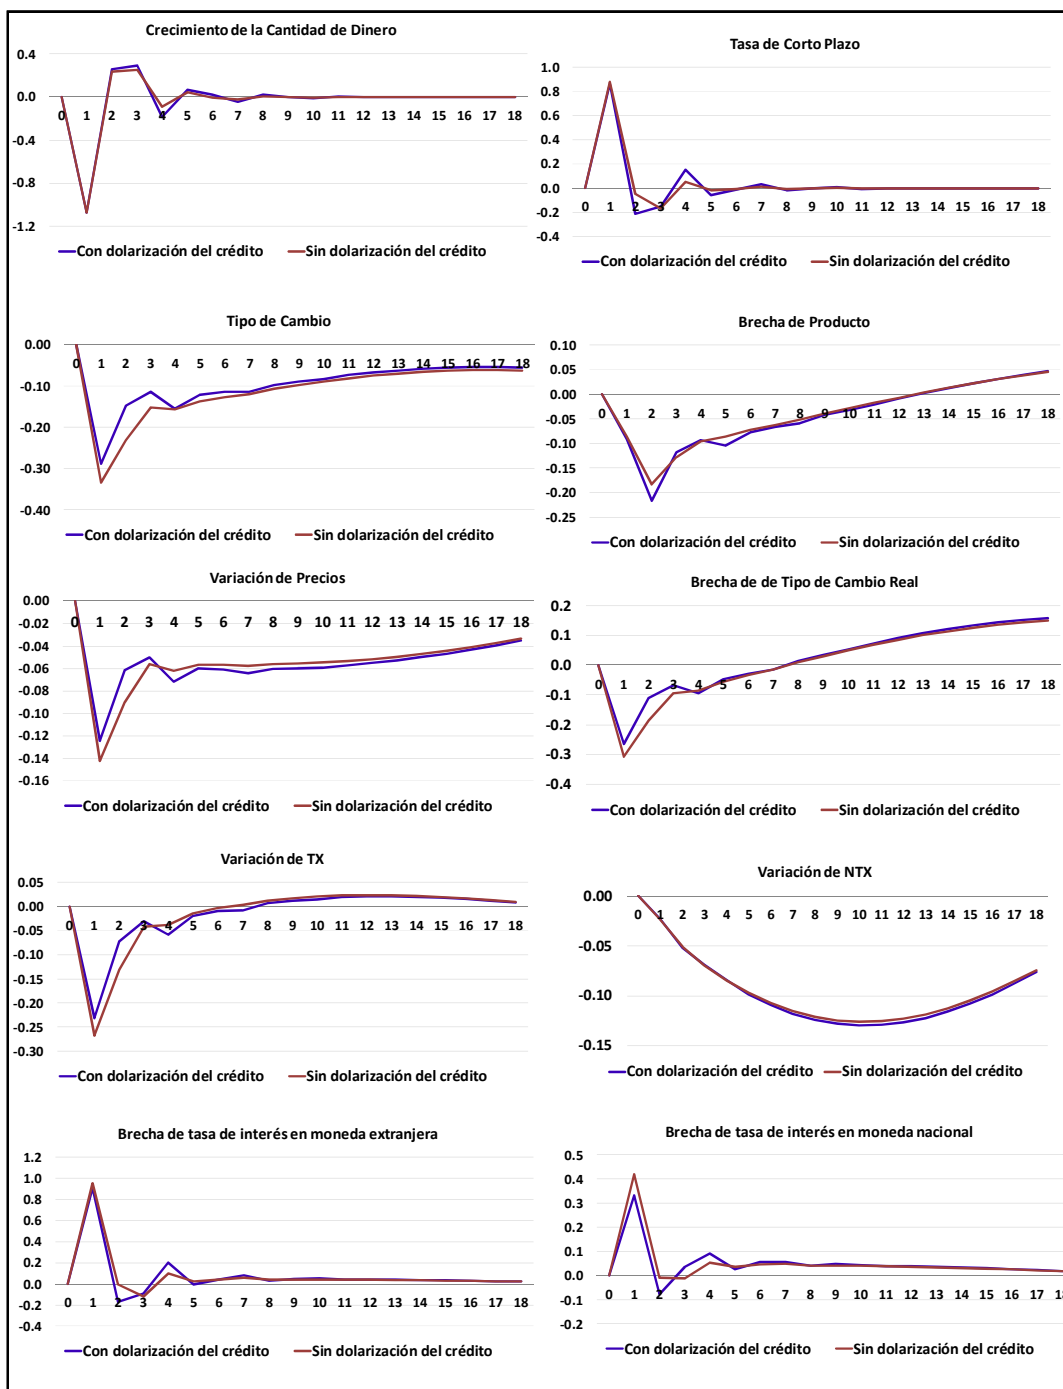 Crecimiento de la Cantidad de Dinero
0.4
0.0
-0.4
-0.8
-1.2
0 1 2 3 4 5 6 7 8 9 10 11 12 13 14 15 16 17 18
Con dolarización del crédito Sin dolarización del crédito
Tasa de Corto Plazo
1.0
0.8
0.6
0.4
0.2
0.0
-0.2
-0.4
0 1 2 3 4 5 6 7 8 9 10 11 12 13 14 15 16 17 18
Con dolarización del crédito Sin dolarización del crédito
Tipo de Cambio
0.00
-0.10
-0.20
-0.30
-0.40
0 1 2 3 4 5 6 7 8 9 10 11 12 13 14 15 16 17 18
Con dolarización del crédito Sin dolarización del crédito
Brecha de Producto
0.10
0.05
0.00
-0.05
-0.10
-0.15
-0.20
-0.25
0 1 2 3 4 5 6 7 8 9 10 11 12 13 14 15 16 17 18
Con dolarización del crédito Sin dolarización del crédito
Variación de Precios
0.00
-0.02
-0.04
-0.06
-0.08
-0.10
-0.12
-0.14
-0.16
0 1 2 3 4 5 6 7 8 9 10 11 12 13 14 15 16 17 18
Con dolarización del crédito Sin dolarización del crédito
Brecha de de Tipo de Cambio Real
0.2
0.1
0.0
-0.1
-0.2
-0.3
-0.4
0 1 2 3 4 5 6 7 8 9 10 11 12 13 14 15 16 17 18
Con dolarización del crédito Sin dolarización del crédito
Variación de TX
0.05
0.00
-0.05
-0.10
-0.15
-0.20
-0.25
-0.30
0 1 2 3 4 5 6 7 8 9 10 11 12 13 14 15 16 17 18
Con dolarización del crédito Sin dolarización del crédito
Variación de NTX
0.00
-0.05
-0.10
-0.15
0 1 2 3 4 5 6 7 8 9 10 11 12 13 14 15 16 17 18
Con dolarización del crédito Sin dolarización del crédito
Brecha de tasa de interés en moneda extranjera
1.2
1.0
0.8
0.6
0.4
0.2
0.0
-0.2
-0.4
0 1 2 3 4 5 6 7 8 9 10 11 12 13 14 15 16 17 18
Con dolarización del crédito Sin dolarización del crédito
Brecha de tasa de interés en moneda nacional
0.5
0.4
0.3
0.2
0.1
0.0
-0.1
-0.2
0 1 2 3 4 5 6 7 8 9 10 11 12 13 14 15 16 17 18
Con dolarización del crédito Sin dolarización del crédito